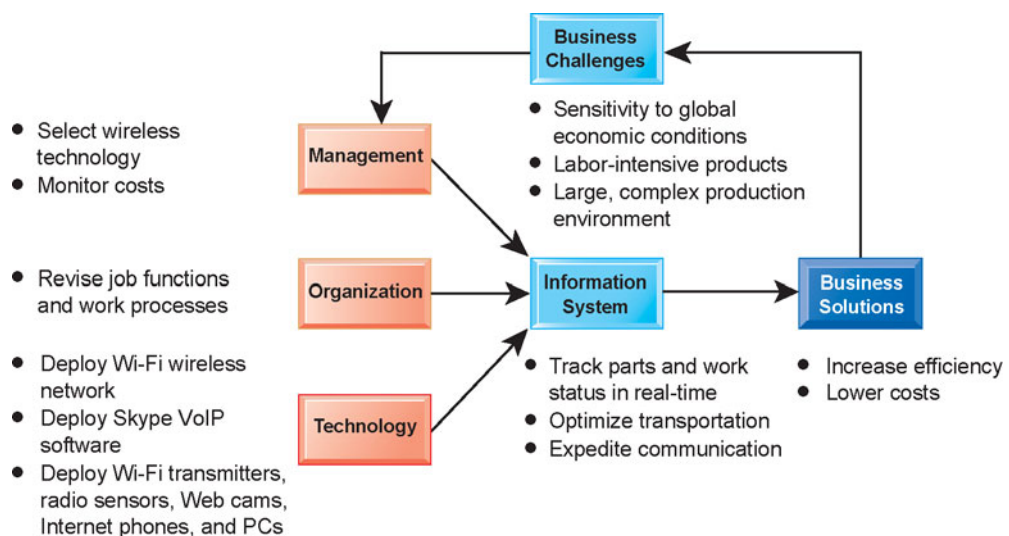 Business
Challenges
• Sensitivity to global
economic conditions
• Labor-intensive products
• Large, complex production
environment
• Select wireless
technology
• Monitor costs
Management
• Revise job functions
and work processes
Organization
Information
System
Business
Solutions
• Deploy Wi-Fi wireless
network
• Deploy Skype VoIP
software
• Deploy Wi-Fi transmitters,
radio sensors, Web cams,
Internet phones, and PCs
Technology
• Track parts and work
status in real-time
• Optimize transportation
• Expedite communication
• Increase efficiency
• Lower costs